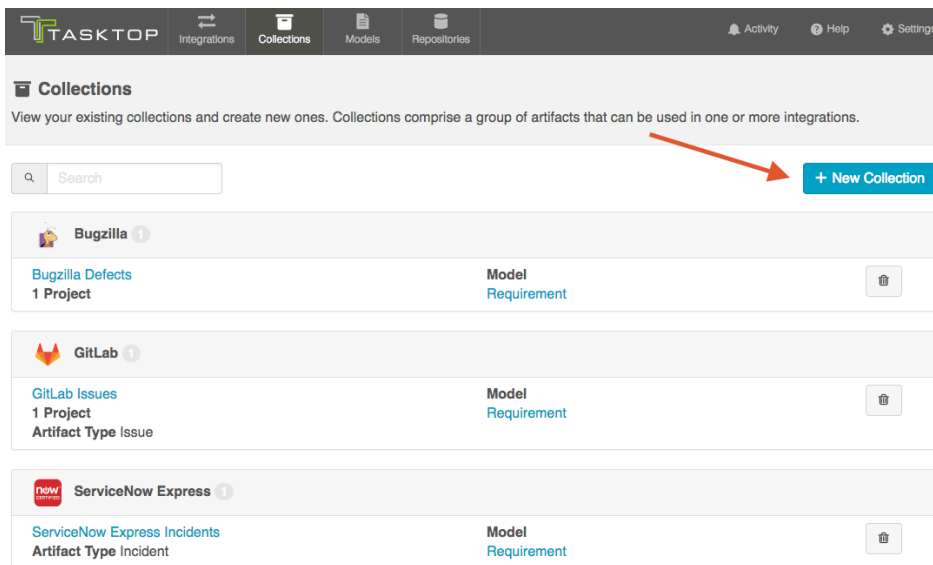 TASKTOP
Integrations
Collections
Models
Repositories
Activity
Help
Settings
Collections
View your existing collections and create new ones. Collections comprise a group of artifacts that can be used in one or more integrations.
Search
+ New Collection
Bugzilla 1
Bugzilla Defects
1 Project
Model
Requirement
GitLab 1
GitLab Issues
1 Project
Artifact Type Issue
Model
Requirement
now
CERTIFIED
ServiceNow Express 1
ServiceNow Express Incidents
Artifact Type Incident
Model
Requirement